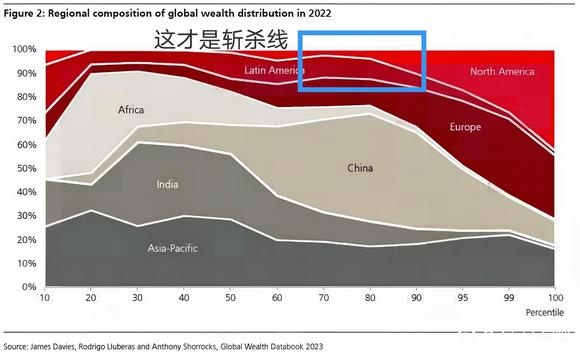 Figure 2: Regional composition of global wealth distribution in 2022
这才是斩杀线
100%
90%
80%
70%
60%
50%
40%
30%
20%
10%
0%
North America
Latin America
Europe
Africa
China
India
Asia-Pacific
10 20 30 40 50 60 70 80 90 95 99 100
Percentile
Source: James Davies, Rodrigo Lluberas and Anthony Shorrocks, Global Wealth Databook 2023